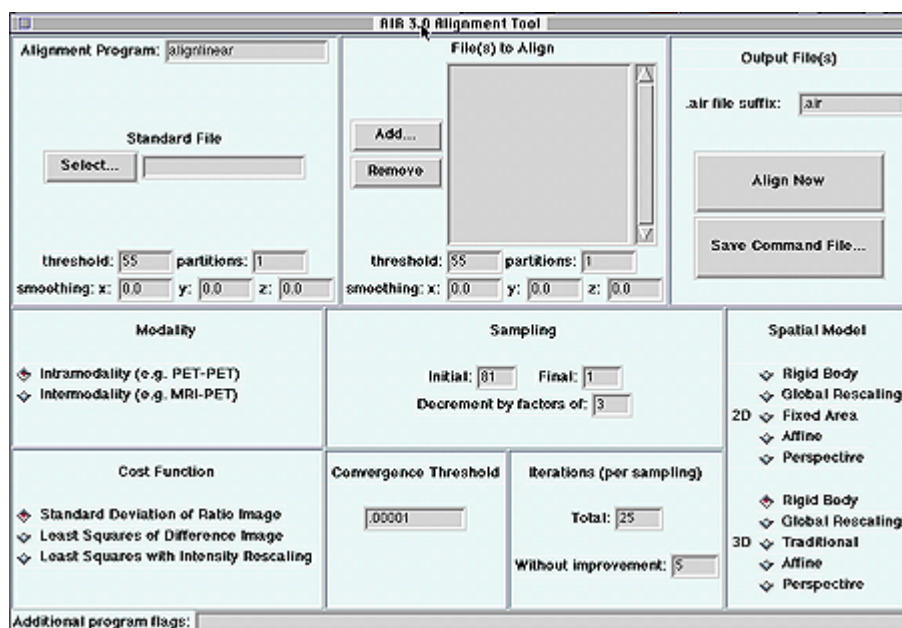 AIR 3.0 Alignment Tool
Alignment Program: alignlinear
Standard File
Select...
threshold: 55 partitions: 1
smoothing: x: 0.0 y: 0.0 z: 0.0
File(s) to Align
Add...
Remove
threshold: 55 partitions: 1
smoothing: x: 0.0 y: 0.0 z: 0.0
Output File(s)
.air file suffix: .air
Align Now
Save Command File...
Modality
Intramodality (e.g. PET-PET)
Intermodality (e.g. MRI-PET)
Sampling
Initial: 81 Final: 1
Decrement by factors of: 3
Spatial Model
Rigid Body
Global Rescaling
2D Fixed Area
Affine
Perspective
Rigid Body
Global Rescaling
3D Traditional
Affine
Perspective
Cost Function
Standard Deviation of Ratio Image
Least Squares of Difference Image
Least Squares with Intensity Rescaling
Convergence Threshold
.00001
Iterations (per sampling)
Total: 25
Without improvement: 5
Additional program flags: